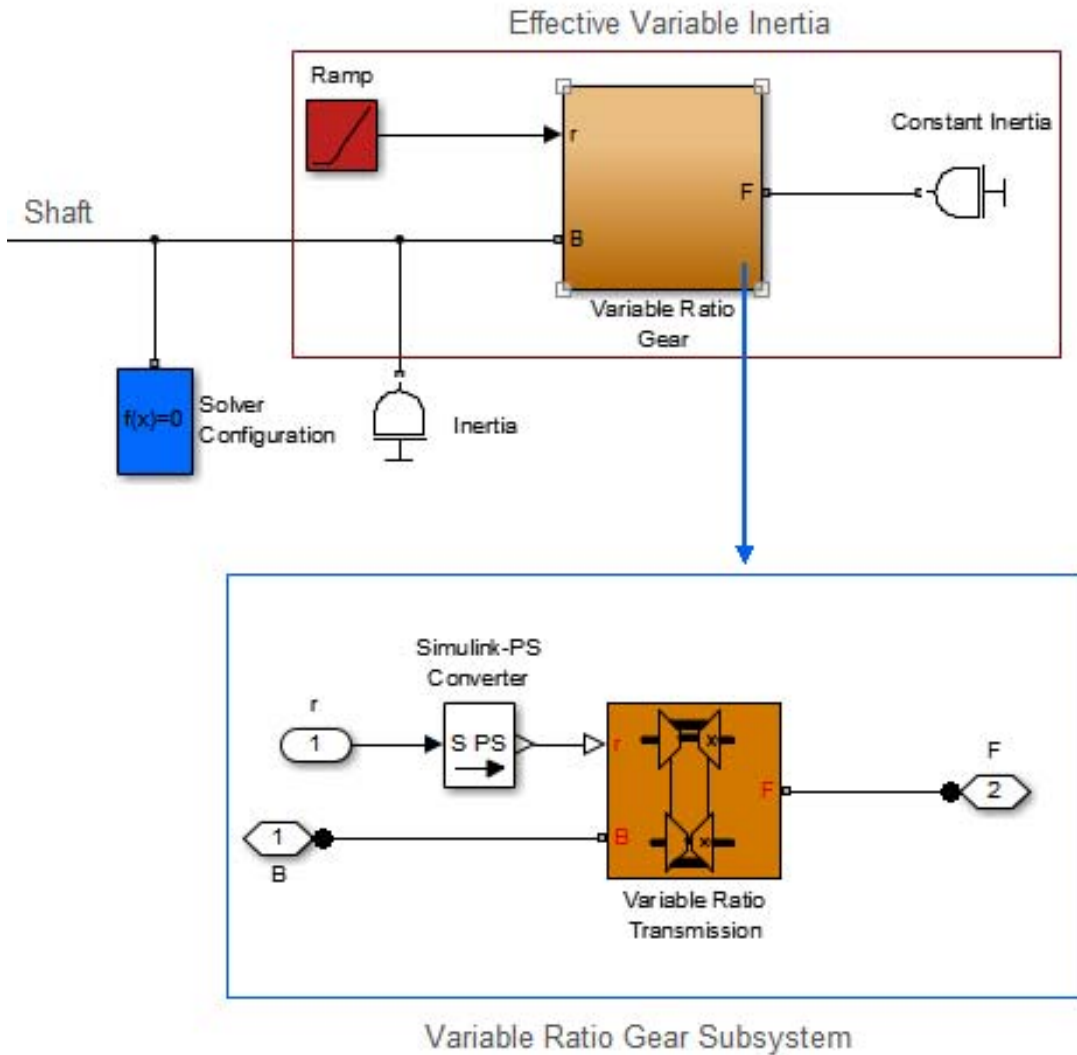 Effective Variable Inertia
Ramp
Constant Inertia
r
F
Shaft
B
Variable Ratio
Gear
f(x)=0
Solver
Configuration
Inertia
Simulink-PS
Converter
r
1
S PS
r
F
F
2
1
B
B
Variable Ratio
Transmission
x
x
Variable Ratio Gear Subsystem